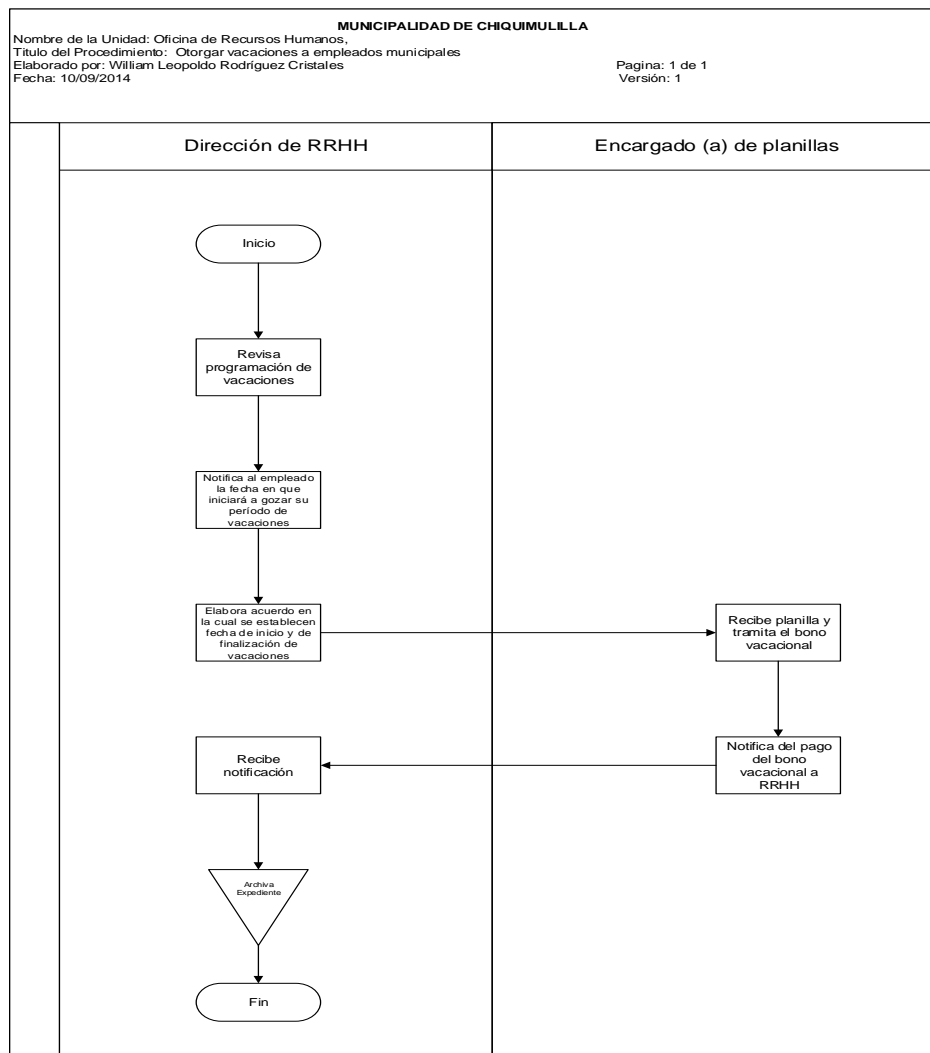 MUNICIPALIDAD DE CHIQUIMULILLA
Nombre de la Unidad: Oficina de Recursos Humanos,
Titulo del Procedimiento: Otorgar vacaciones a empleados municipales
Elaborado por: William Leopoldo Rodríguez Cristales
Pagina: 1 de 1
Fecha: 10/09/2014
Versión: 1
Dirección de RRHH
Encargado (a) de planillas
Inicio
Revisa
programación de
vacaciones
Notifica al empleado
la fecha en que
iniciará a gozar su
período de
vacaciones
Elabora acuerdo en
la cual se establecen
fecha de inicio y de
finalización de
vacaciones
Recibe planilla y
tramita el bono
vacacional
Notifica del pago
del bono
vacacional a
RRHH
Recibe
notificación
Archiva
Expediente
Fin